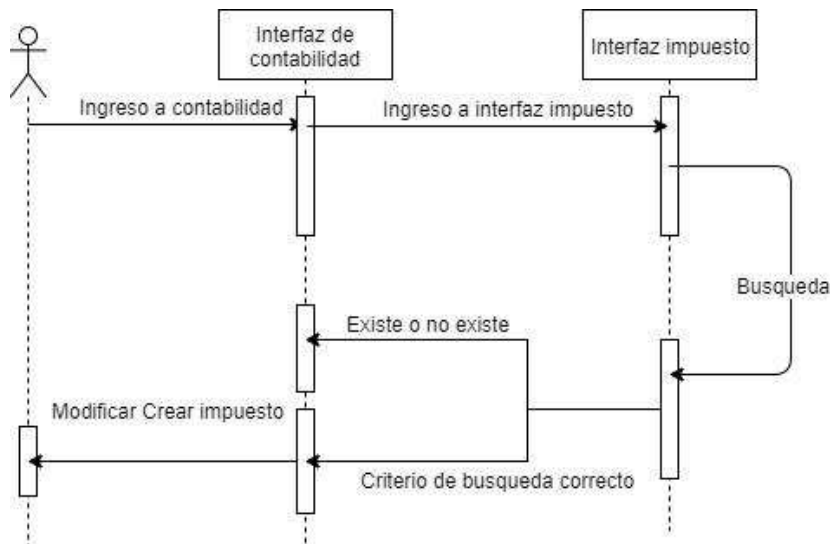 Interfaz de
contabilidad
Interfaz impuesto
Ingreso a contabilidad
Ingreso a interfaz impuesto
Busqueda
Existe o no existe
Modificar Crear impuesto
Criterio de busqueda correcto